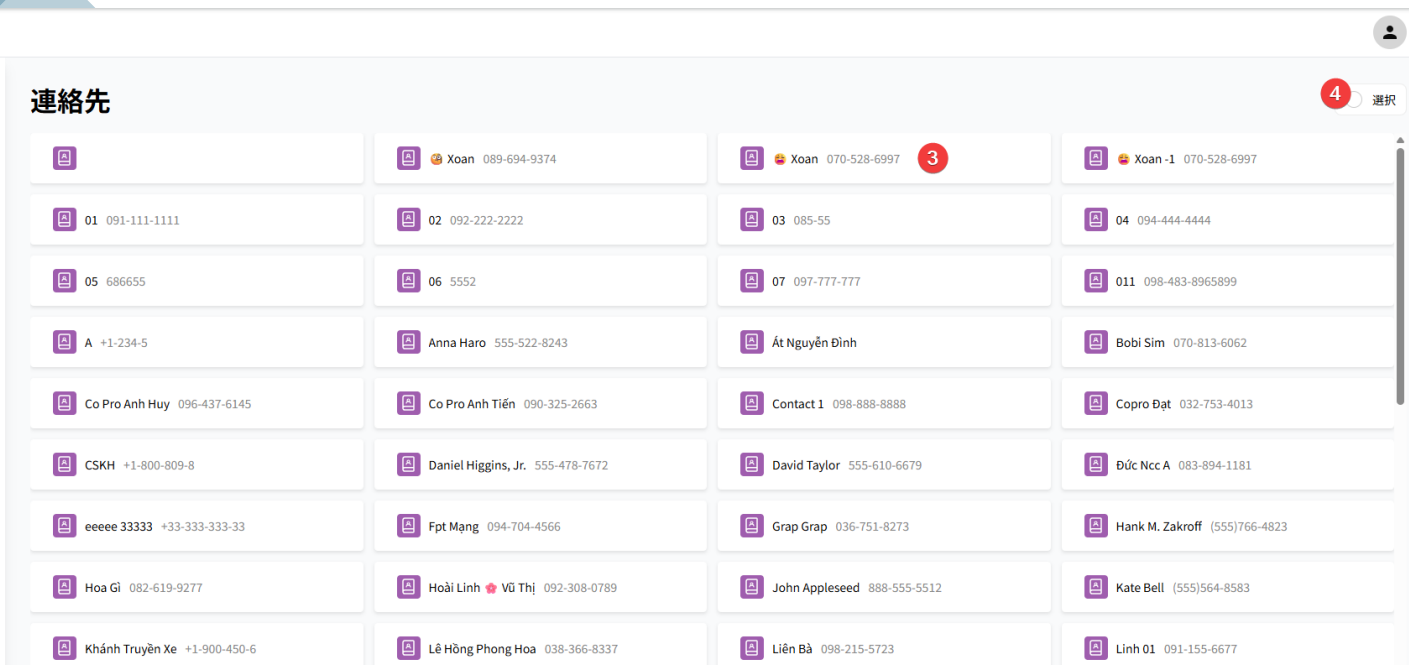 連絡先
4 選択
🧐 Xoan 089-694-9374
🤩 Xoan 070-528-6997 3
🤩 Xoan -1 070-528-6997
01 091-111-1111
02 092-222-2222
03 085-55
04 094-444-4444
05 686655
06 5552
07 097-777-777
011 098-483-8965899
A +1-234-5
Anna Haro 555-522-8243
Át Nguyễn Đình
Bobi Sim 070-813-6062
Co Pro Anh Huy 096-437-6145
Co Pro Anh Tiến 090-325-2663
Contact 1 098-888-8888
Copro Đạt 032-753-4013
CSKH +1-800-809-8
Daniel Higgins, Jr. 555-478-7672
David Taylor 555-610-6679
Đức Ncc A 083-894-1181
eeeee 33333 +33-333-333-33
Fpt Mạng 094-704-4566
Grap Grap 036-751-8273
Hank M. Zakroff (555)766-4823
Hoa Gì 082-619-9277
Hoài Linh 🌸 Vũ Thị 092-308-0789
John Appleseed 888-555-5512
Kate Bell (555)564-8583
Khánh Truyền Xe +1-900-450-6
Lê Hồng Phong Hoa 038-366-8337
Liên Bà 098-215-5723
Linh 01 091-155-6677